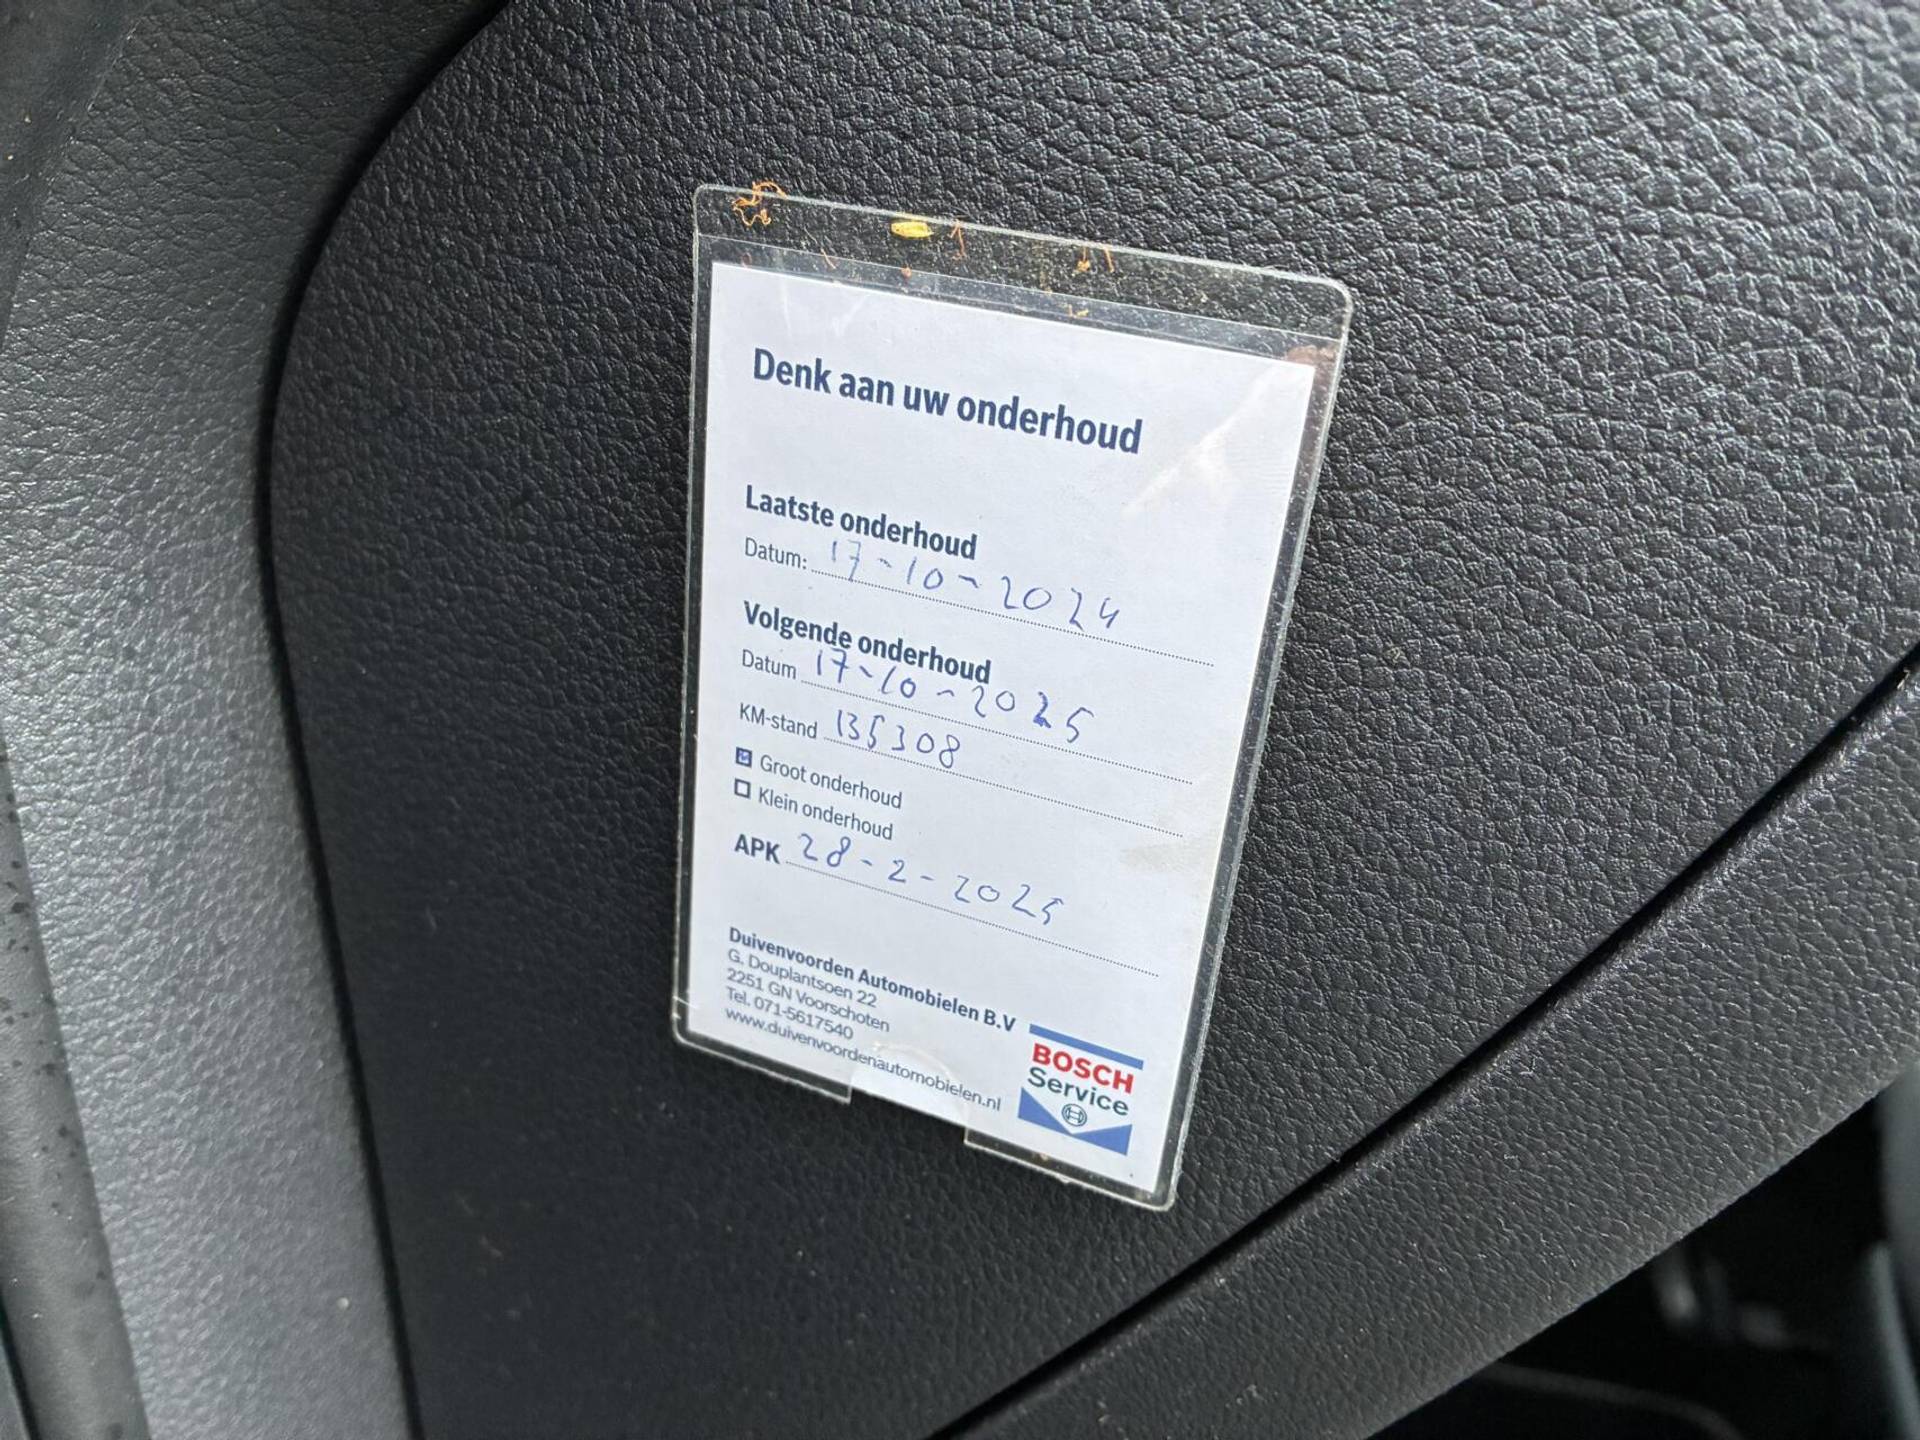 Denk aan uw onderhoud
Laatste onderhoud
Datum: 17-10-2024
Volgende onderhoud
Datum 17-10-2025
KM-stand 135308
Groot onderhoud
Klein onderhoud
APK 28-2-2025
Duivenvoorden Automobielen B.V
G. Douplantsoen 22
2251 GN Voorschoten
Tel. 071-5617540
www.duivenvoordenautomobielen.nl
BOSCH
Service